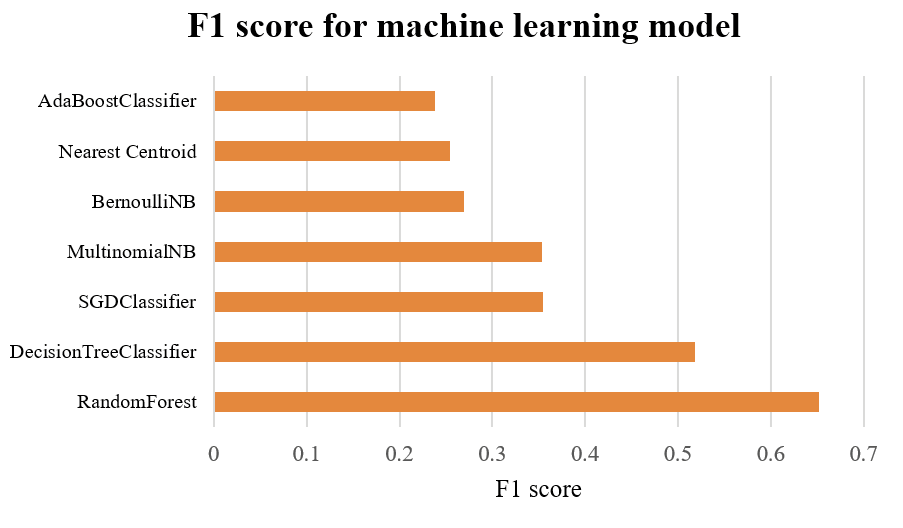 F1 score for machine learning model
AdaBoostClassifier
Nearest Centroid
BernoulliNB
MultinomialNB
SGDClassifier
DecisionTreeClassifier
RandomForest
0 0.1 0.2 0.3 0.4 0.5 0.6 0.7
F1 score